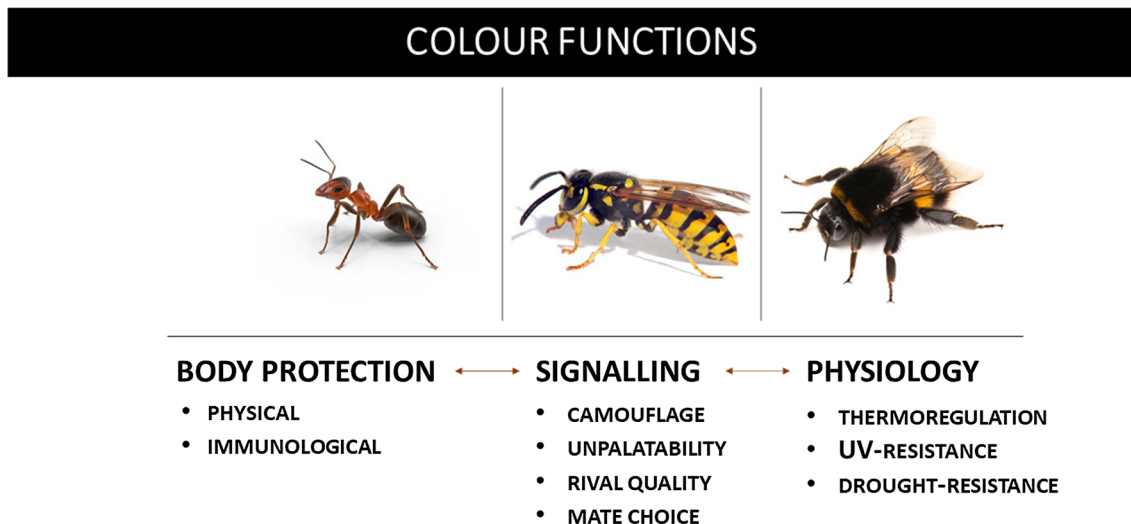 COLOUR FUNCTIONS
BODY PROTECTION
• PHYSICAL
• IMMUNOLOGICAL
SIGNALLING
• CAMOUFLAGE
• UNPALATABILITY
• RIVAL QUALITY
• MATE CHOICE
PHYSIOLOGY
• THERMOREGULATION
• UV-RESISTANCE
• DROUGHT-RESISTANCE